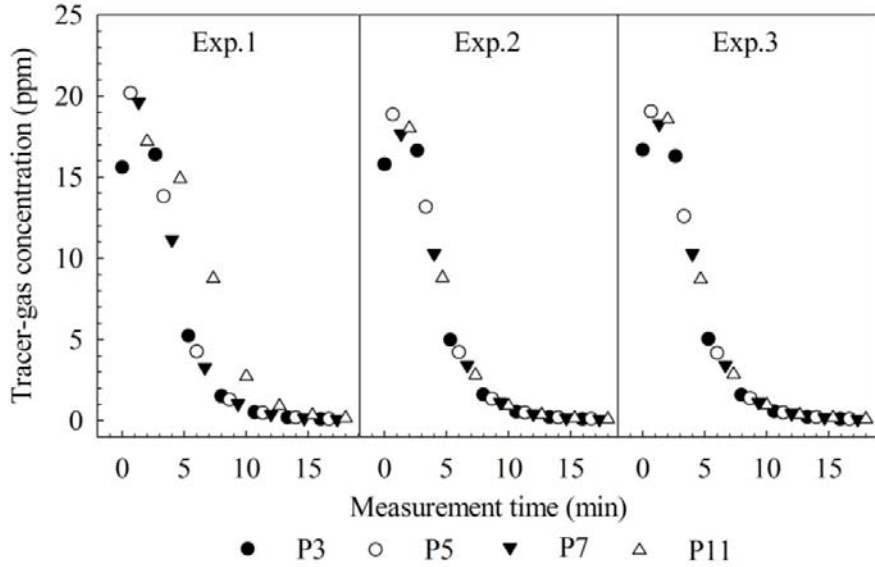 Exp.1 Exp.2 Exp.3
25
20
15
10
5
0
Tracer-gas concentration (ppm)
0 5 10 15 0 5 10 15 0 5 10 15
Measurement time (min)
P3 P5 P7 P11